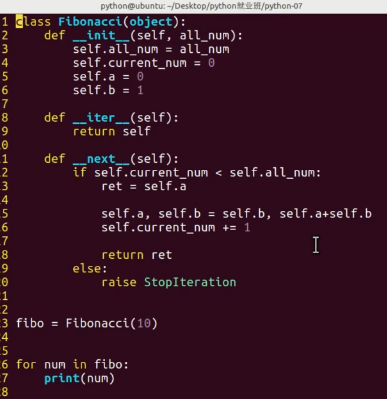 python@ubuntu: ~/Desktop/python就业班/python-07
1 class Fibonacci(object):
2     def __init__(self, all_num):
3         self.all_num = all_num
4         self.current_num = 0
5         self.a = 0
6         self.b = 1
7
8     def __iter__(self):
9         return self
0
1     def __next__(self):
2         if self.current_num < self.all_num:
3             ret = self.a
4
5             self.a, self.b = self.b, self.a+self.b
6             self.current_num += 1
7
8             return ret
9         else:
0             raise StopIteration
1
2
3 fibo = Fibonacci(10)
4
5
6 for num in fibo:
7     print(num)
8